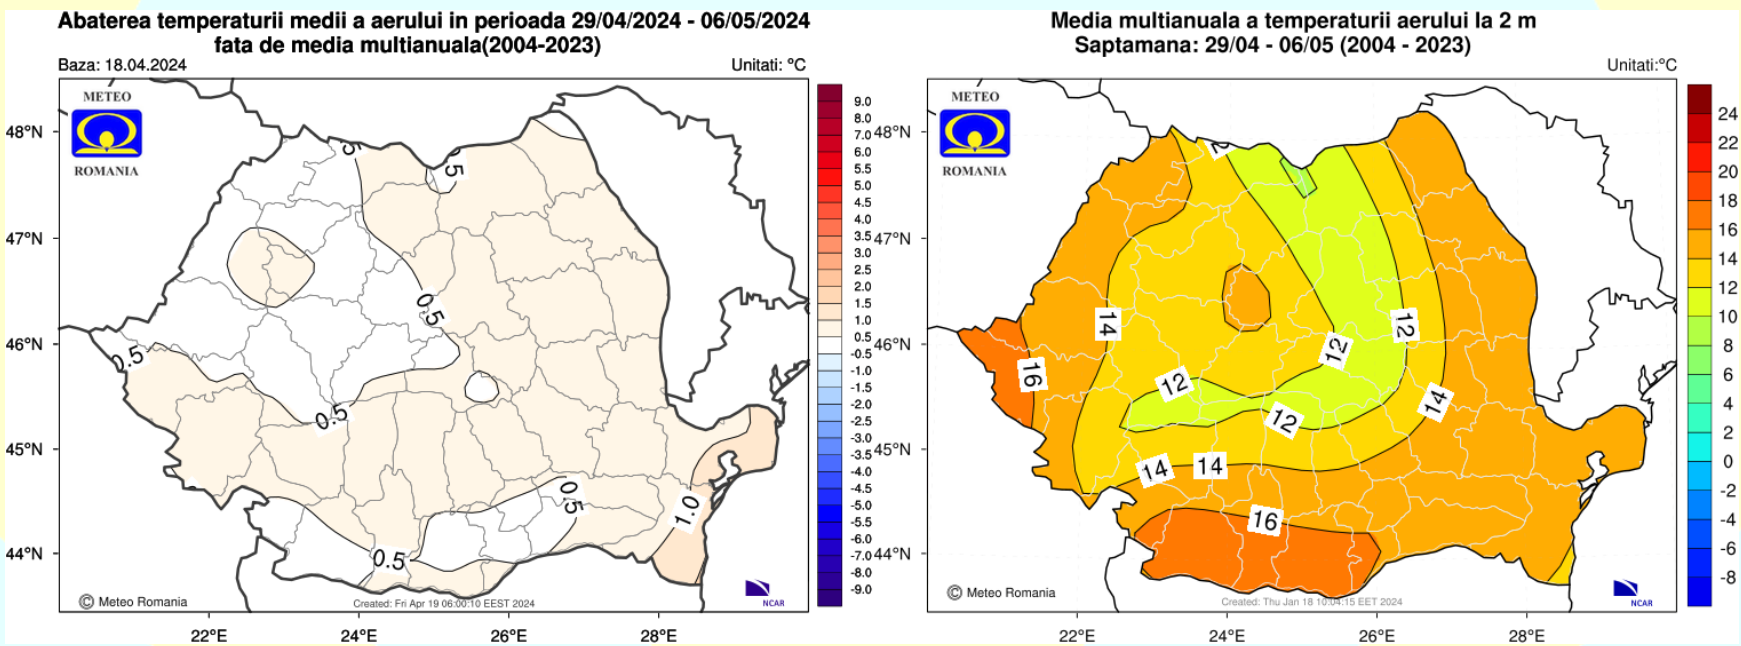 Abaterea temperaturii medii a aerului in perioada 29/04/2024 - 06/05/2024
fata de media multianuala(2004-2023)
Baza: 18.04.2024
Unitati: °C
METEO
ROMANIA
48°N
47°N
46°N
45°N
44°N
22°E
24°E
26°E
28°E
5
.5
0.5
0.5
0.5
0.5
0.5
1.0
9.0
8.0
7.0
6.0
5.5
5.0
4.5
4.0
3.5
3.0
2.5
2.0
1.5
1.0
0.5
-0.5
-1.0
-1.5
-2.0
-2.5
-3.0
-3.5
-4.0
-4.5
-5.0
-5.5
-6.0
-7.0
-8.0
-9.0
© Meteo Romania
Created: Fri Apr 19 06:00:10 EEST 2024
NCAR
Media multianuala a temperaturii aerului la 2 m
Saptamana: 29/04 - 06/05 (2004 - 2023)
Unitati:°C
METEO
ROMANIA
48°N
47°N
46°N
45°N
44°N
22°E
24°E
26°E
28°E
2
14
12
16
12
12
14
12
14
14
16
24
22
20
18
16
14
12
10
8
6
4
2
0
-2
-4
-6
-8
© Meteo Romania
Created: Thu Jan 18 10:04:15 EET 2024
NCAR